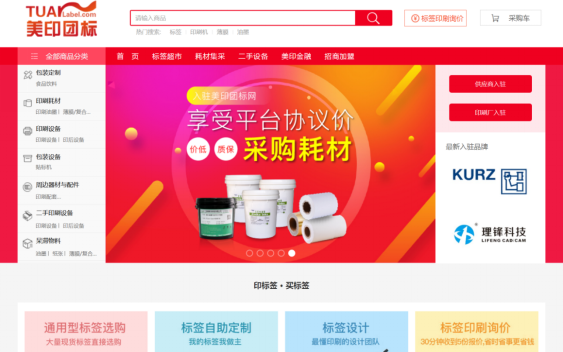 TUAN
Label.com
美印团标
请输入商品
标签印刷询价
购物车
热门搜索: 标签 印刷机 薄膜 油墨
全部商品分类
首 页
标签超市
耗材集采
二手设备
美印金融
招商加盟
包装定制
食品饮料
印刷耗材
印刷油墨 | 薄膜/复合...
印刷设备
印刷设备 | 印后设备
包装设备
贴标机
周边器材与配件
印刷配套...
二手印刷设备
印刷设备 | 印后设备
呆滞物料
油墨 | 纸张 | 薄膜/复合...
入驻美印团标网
享受平台协议价
价低
质保
采购耗材
供应商入驻
印刷厂入驻
最新入驻品牌
KURZ
理锋科技
LIFENG CAD/CAM
印标签 • 买标签
通用型标签选购
大量现货标签直接选购
标签自助定制
我的标签我做主
标签设计
最懂印刷的设计团队
标签印刷询价
30分钟收到5份报价,省时省事更省钱